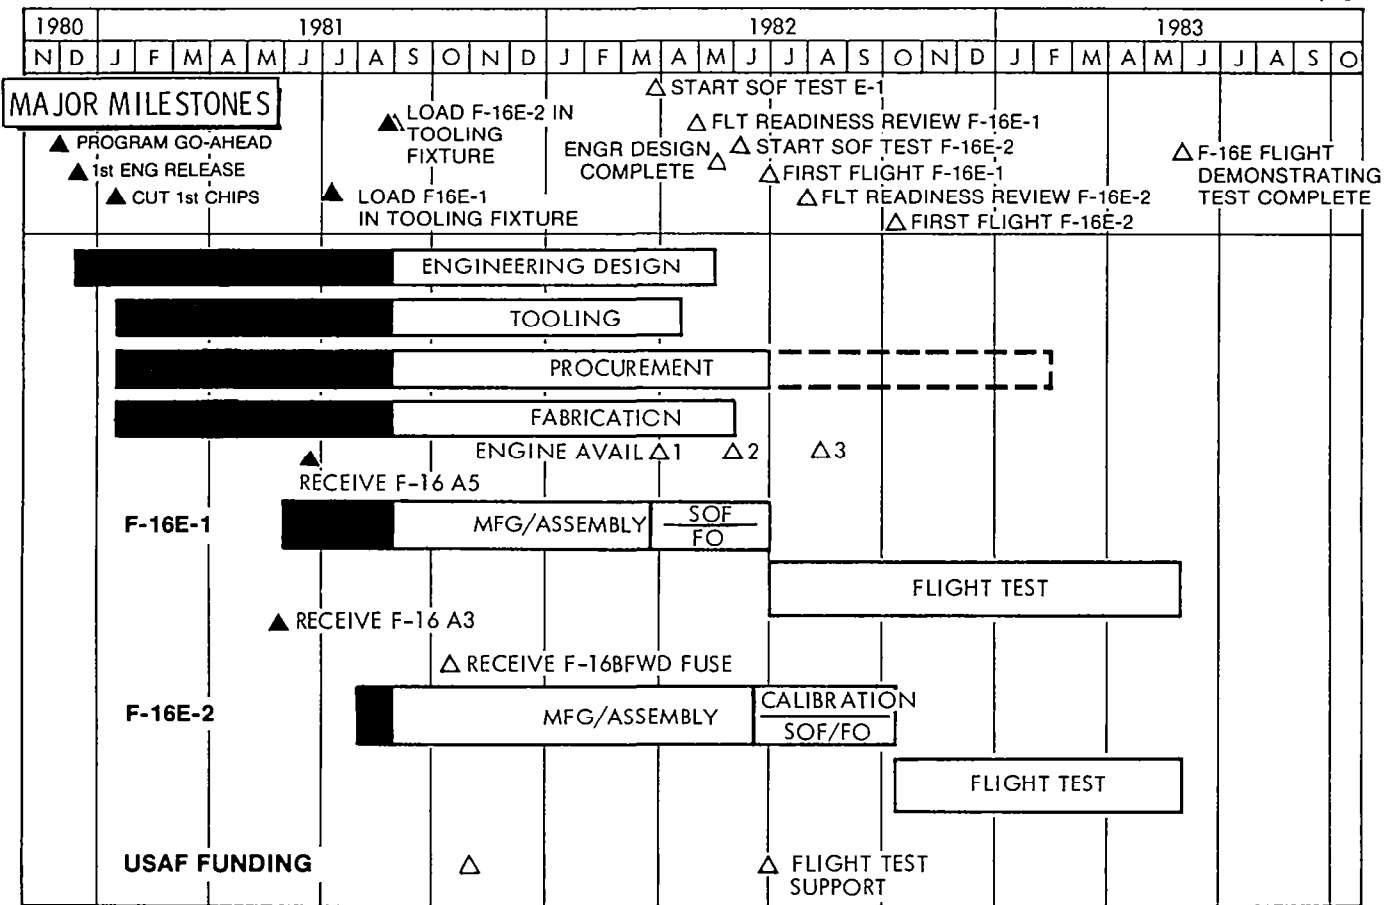 1980 1981 1982 1983
N D J F M A M J J A S O N D J F M A M J J A S O N D J F M A M J J A S O
MAJOR MILESTONES
PROGRAM GO-AHEAD
1st ENG RELEASE
CUT 1st CHIPS
LOAD F-16E-2 IN
TOOLING
FIXTURE
LOAD F16E-1
IN TOOLING FIXTURE
START SOF TEST E-1
FLT READINESS REVIEW F-16E-1
ENGR DESIGN
COMPLETE
START SOF TEST F-16E-2
FIRST FLIGHT F-16E-1
FLT READINESS REVIEW F-16E-2
FIRST FLIGHT F-16E-2
F-16E FLIGHT
DEMONSTRATING
TEST COMPLETE
ENGINEERING DESIGN
TOOLING
PROCUREMENT
FABRICATION
ENGINE AVAIL 1 2 3
RECEIVE F-16 A5
F-16E-1
MFG/ASSEMBLY
SOF
FO
FLIGHT TEST
RECEIVE F-16 A3
RECEIVE F-16BFWD FUSE
F-16E-2
MFG/ASSEMBLY
CALIBRATION
SOF/FO
FLIGHT TEST
USAF FUNDING
FLIGHT TEST
SUPPORT